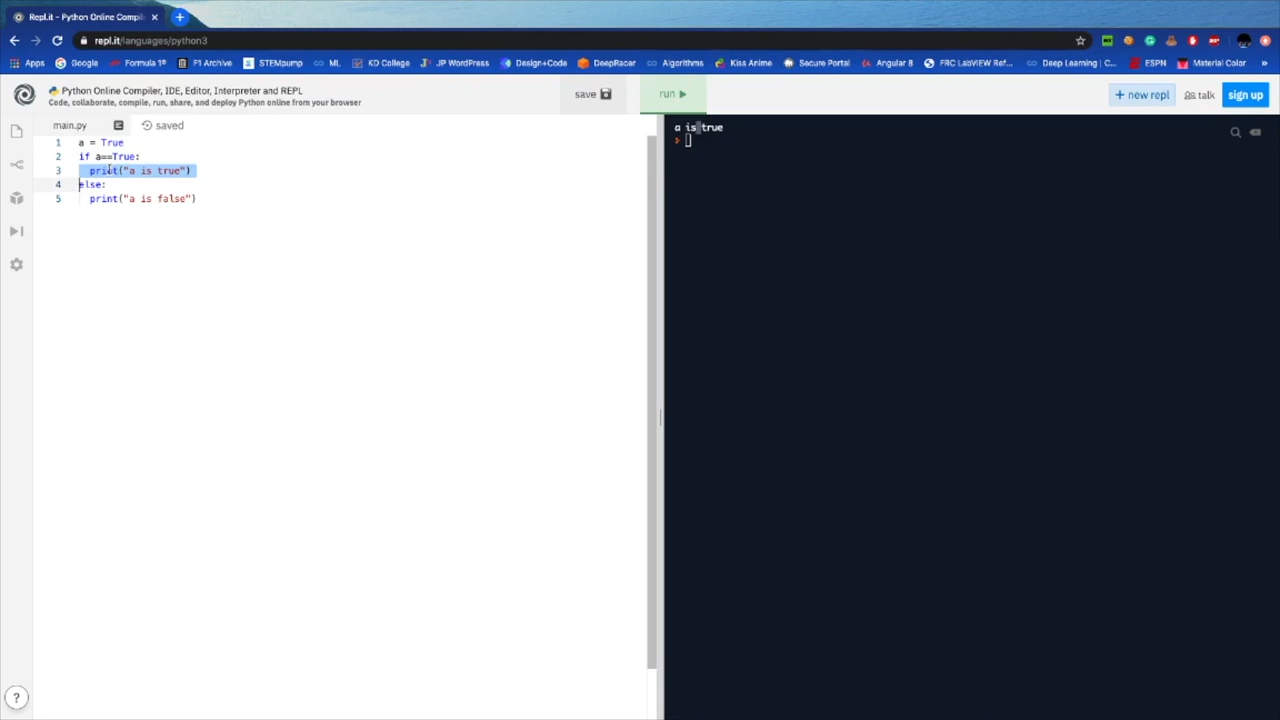 Repl.it - Python Online Compil
repl.it/languages/python3
Apps Google Formula 1® F1 Archive STEMpump ML KD College JP WordPress Design+Code DeepRacer Algorithms Kiss Anime Secure Portal Angular 8 FRC LabVIEW Ref... Deep Learning | C... ESPN Material Color »
Python Online Compiler, IDE, Editor, Interpreter and REPL
Code, collaborate, compile, run, share, and deploy Python online from your browser
save
run
+ new repl
talk
sign up
main.py
saved
1 a = True
2 if a==True:
3 print("a is true")
4 else:
5 print("a is false")
a is true
?